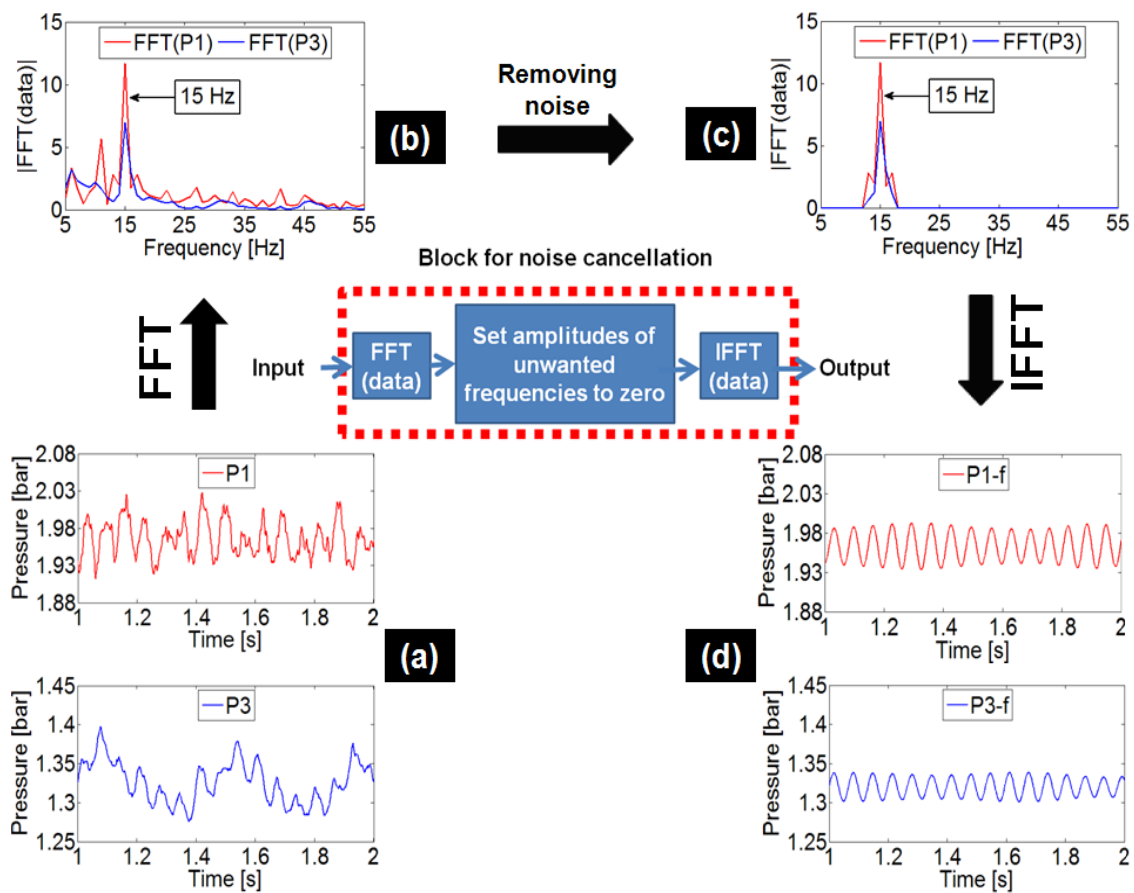 15
10
5
0
|FFT(data)|
FFT(P1) FFT(P3)
15 Hz
5 15 25 35 45 55
Frequency [Hz]
(b)
Removing
noise
(c)
15
10
5
0
|FFT(data)|
FFT(P1) FFT(P3)
15 Hz
5 15 25 35 45 55
Frequency [Hz]
Block for noise cancellation
FFT
Input
FFT
(data)
Set amplitudes of
unwanted
frequencies to zero
IFFT
(data)
Output
IFFT
2.08
2.03
1.98
1.93
1.88
Pressure [bar]
P1
1 1.2 1.4 1.6 1.8 2
Time [s]
(a)
1.45
1.4
1.35
1.3
1.25
Pressure [bar]
P3
1 1.2 1.4 1.6 1.8 2
Time [s]
2.08
2.03
1.98
1.93
1.88
Pressure [bar]
P1-f
1 1.2 1.4 1.6 1.8 2
Time [s]
(d)
1.45
1.4
1.35
1.3
1.25
Pressure [bar]
P3-f
1 1.2 1.4 1.6 1.8 2
Time [s]